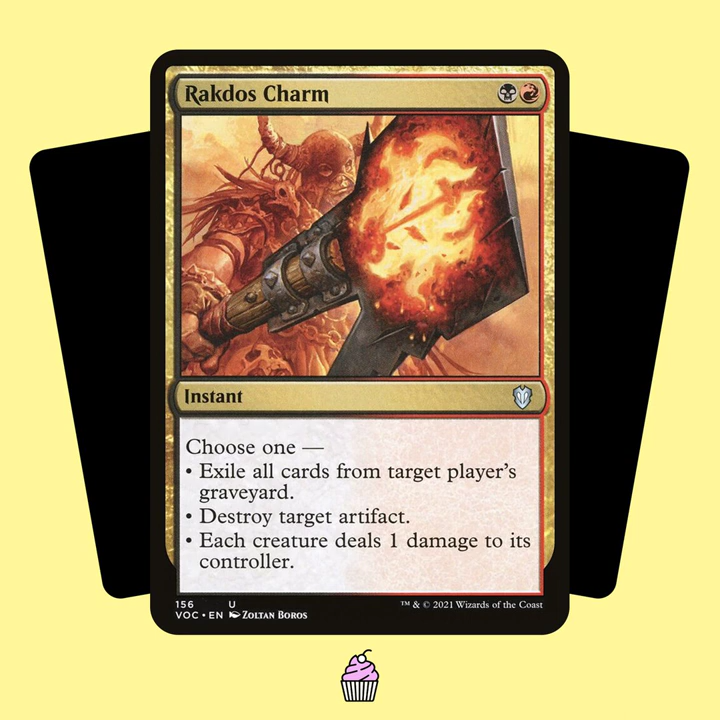 Rakdos Charm
Instant
Choose one —
• Exile all cards from target player's
graveyard.
• Destroy target artifact.
• Each creature deals 1 damage to its
controller.
156 U
VOC • EN Zoltan Boros
™ & © 2021 Wizards of the Coast